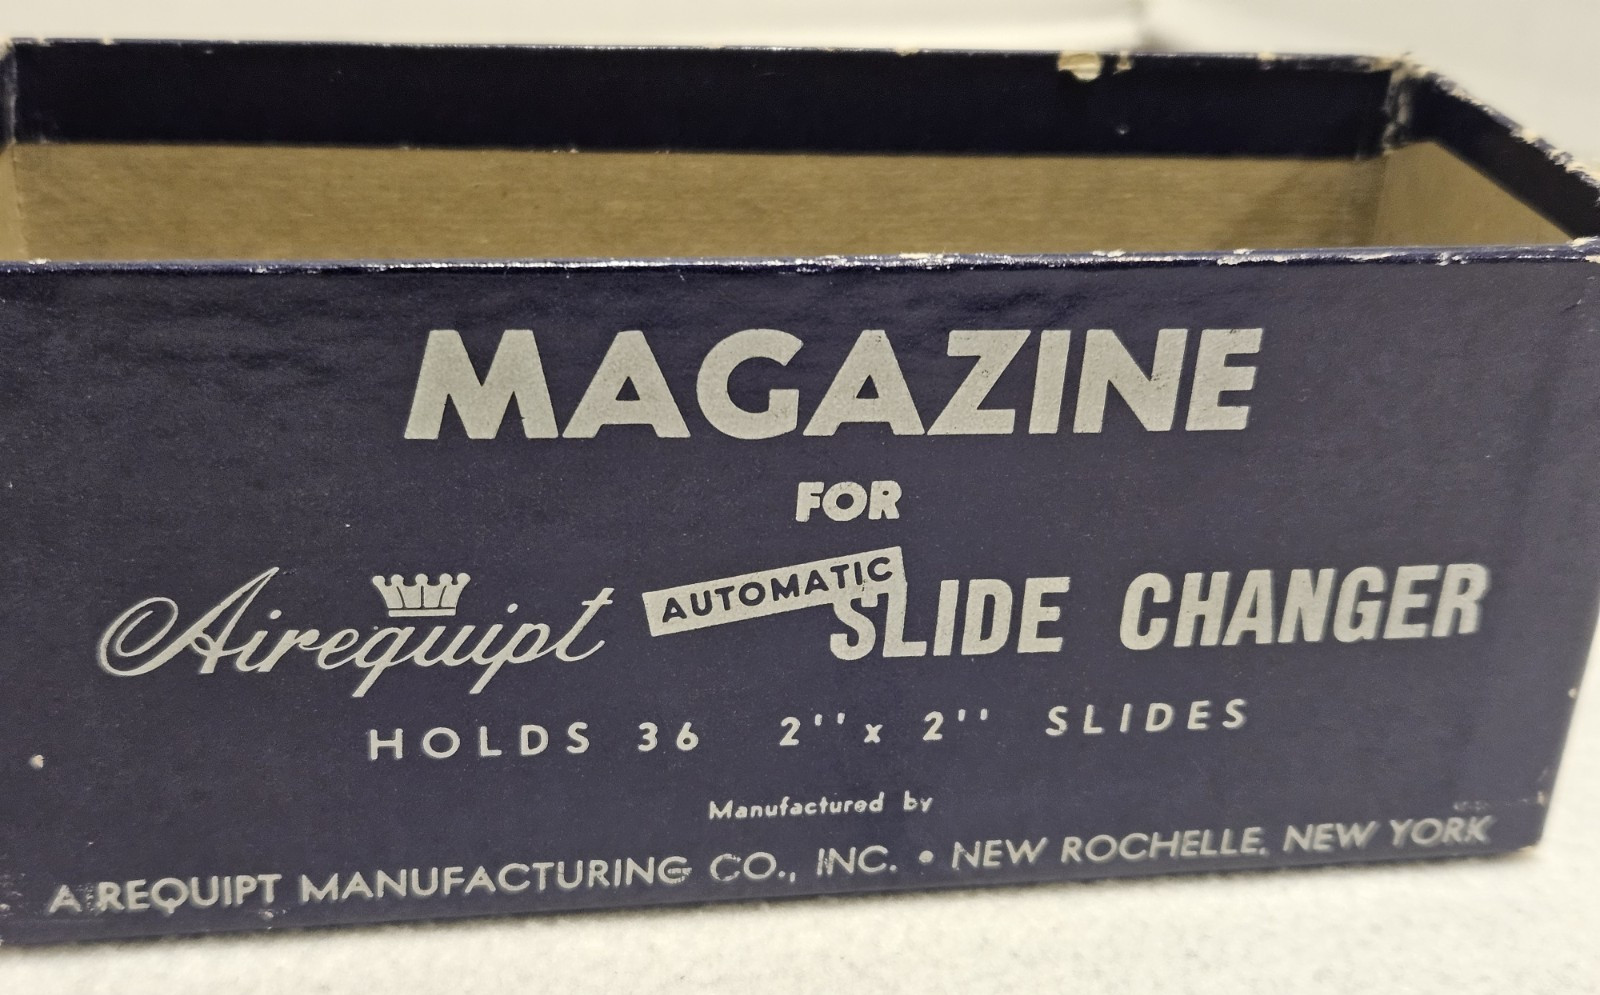 MAGAZINE
FOR
Airequipt AUTOMATIC SLIDE CHANGER
HOLDS 36 2'' x 2'' SLIDES
Manufactured by
AIREQUIPT MANUFACTURING CO., INC. • NEW ROCHELLE, NEW YORK